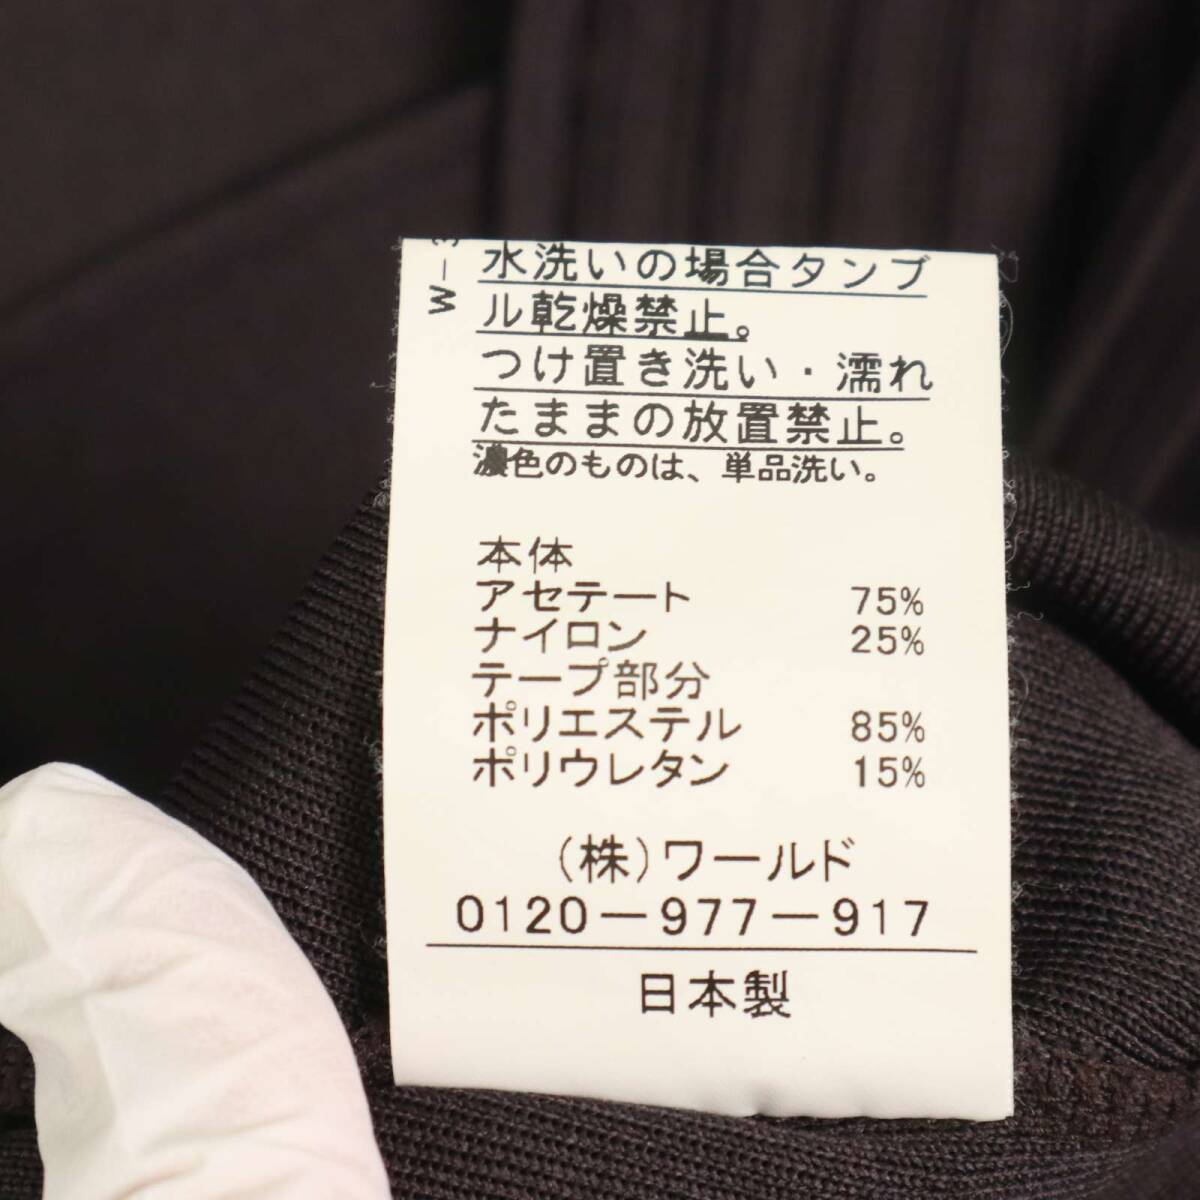 W-3
水洗いの場合タンブ
ル乾燥禁止。
つけ置き洗い・濡れ
たままの放置禁止。
濃色のものは、単品洗い。
本体
アセテート 75%
ナイロン 25%
テープ部分
ポリエステル 85%
ポリウレタン 15%
(株)ワールド
0120-977-917
日本製